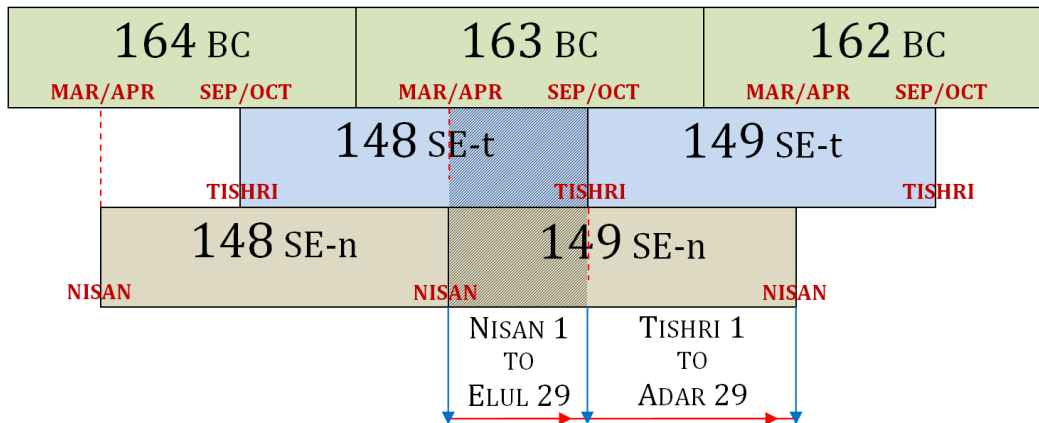 164 BC 163 BC 162 BC
MAR/APR SEP/OCT MAR/APR SEP/OCT MAR/APR SEP/OCT
148 SE-t 149 SE-t
TISHRI TISHRI TISHRI
148 SE-n 149 SE-n
NISAN NISAN NISAN
NISAN 1 TISHRI 1
TO TO
ELUL 29 ADAR 29